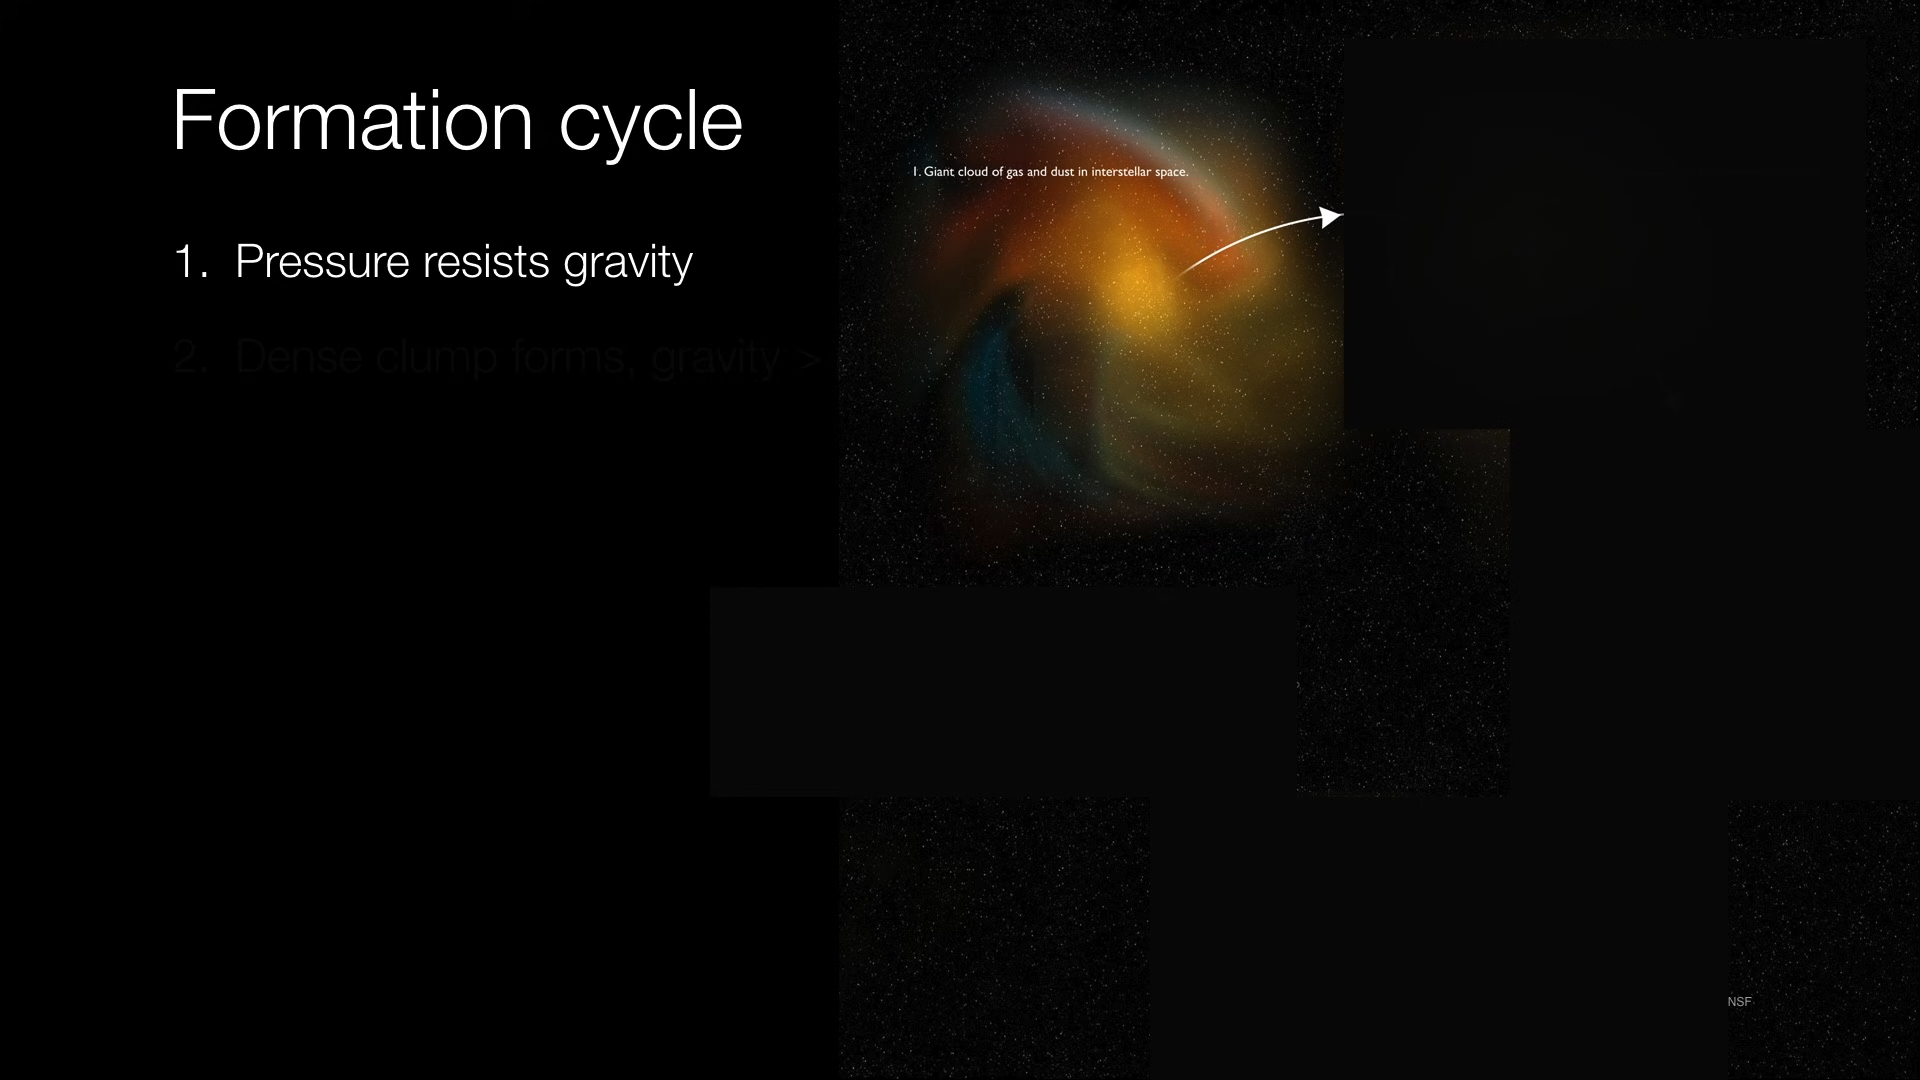 Formation cycle
1. Giant cloud of gas and dust in interstellar space.
1. Pressure resists gravity
2. Dense clump forms, gravity >
NSF